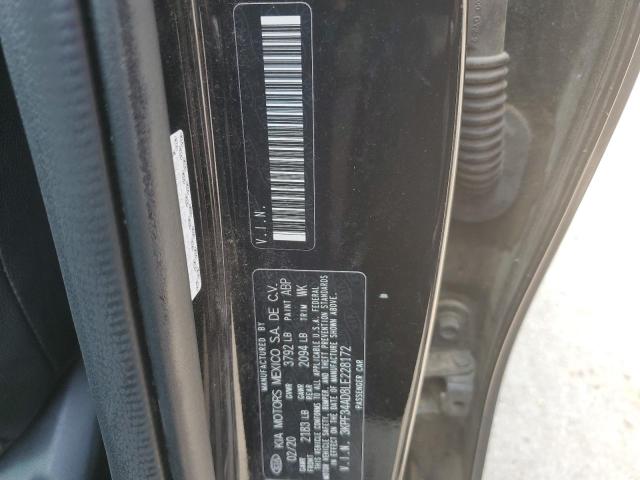 V.I.N.
MANUFACTURED BY
KIA KIA MOTORS MEXICO S.A. DE C.V.
02/20 GVWR 3792 LB PAINT ABP
GAWR FRONT 2183 LB GAWR REAR 2094 LB TRIM WK
THIS VEHICLE CONFORMS TO ALL APPLICABLE U.S.A. FEDERAL
MOTOR VEHICLE SAFETY, BUMPER, AND THEFT PREVENTION STANDARDS
IN EFFECT ON THE DATE OF MANUFACTURE SHOWN ABOVE.
V.I.N. 3KPF34AD8LE228172
PASSENGER CAR